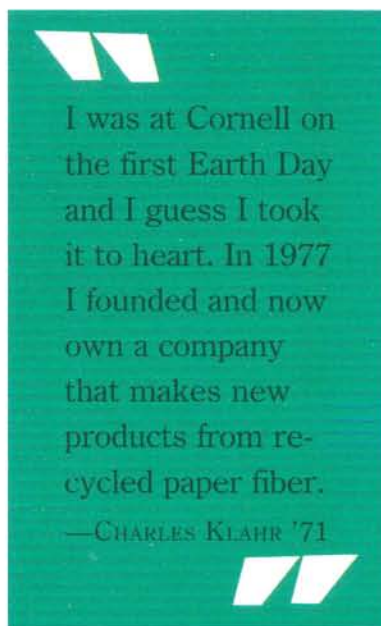 I was at Cornell on
the first Earth Day
and I guess I took
it to heart. In 1977
I founded and now
own a company
that makes new
products from re-
cycled paper fiber.
—CHARLES KLAHR '71